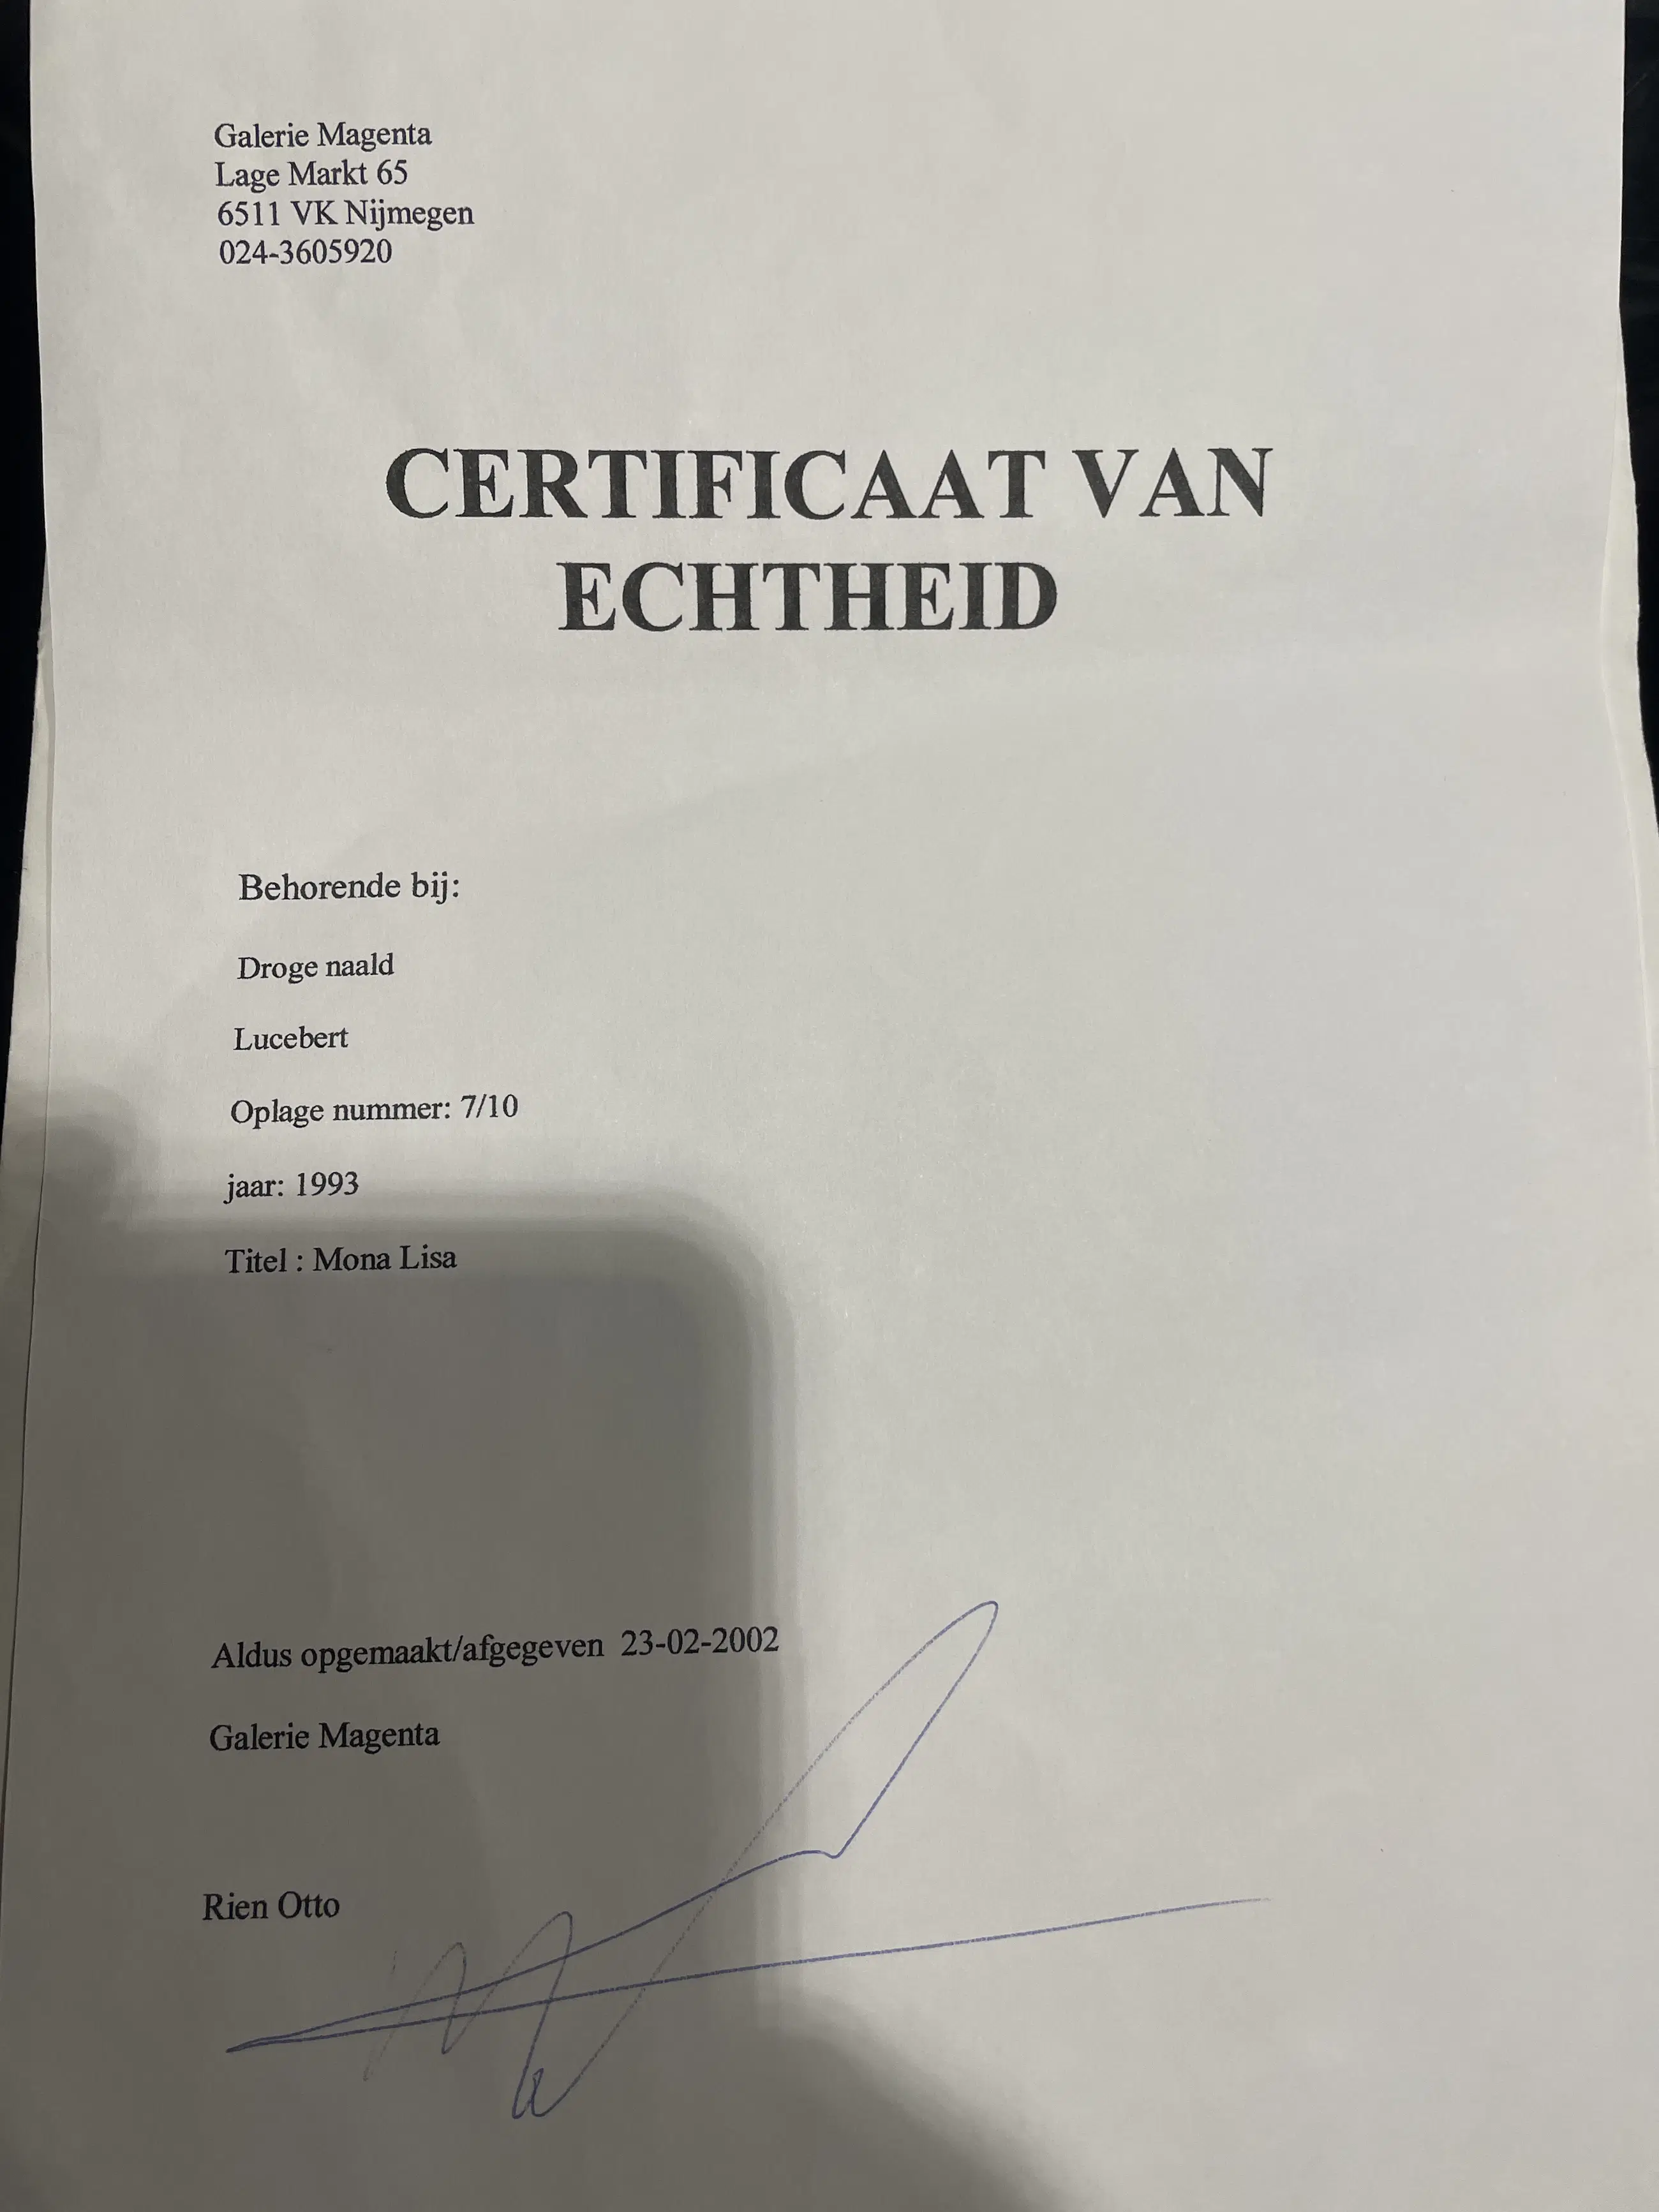 Galerie Magenta
Lage Markt 65
6511 VK Nijmegen
024-3605920
CERTIFICAAT VAN
ECHTHEID
Behorende bij:
Droge naald
Lucebert
Oplage nummer: 7/10
jaar: 1993
Titel : Mona Lisa
Aldus opgemaakt/afgegeven 23-02-2002
Galerie Magenta
Rien Otto